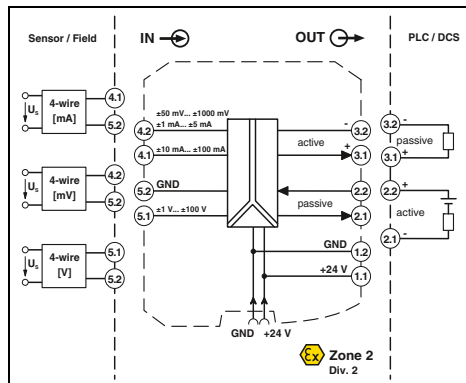 Sensor / Field
IN
OUT
PLC / DCS
Us
4-wire
[mA]
4.1
5.2
Us
4-wire
[mV]
4.2
5.2
Us
4-wire
[V]
5.1
5.2
±50 mV... ±1000 mV
±1 mA... ±5 mA
4.2
±10 mA... ±100 mA
4.1
GND
5.2
±1 V... ±100 V
5.1
-
3.2
active
+
3.1
2.2
passive
2.1
GND
1.2
+24 V
1.1
GND
+24 V
3.2
-
passive
3.1
+
2.2
+
active
2.1
-
Ex
Zone 2
Div. 2